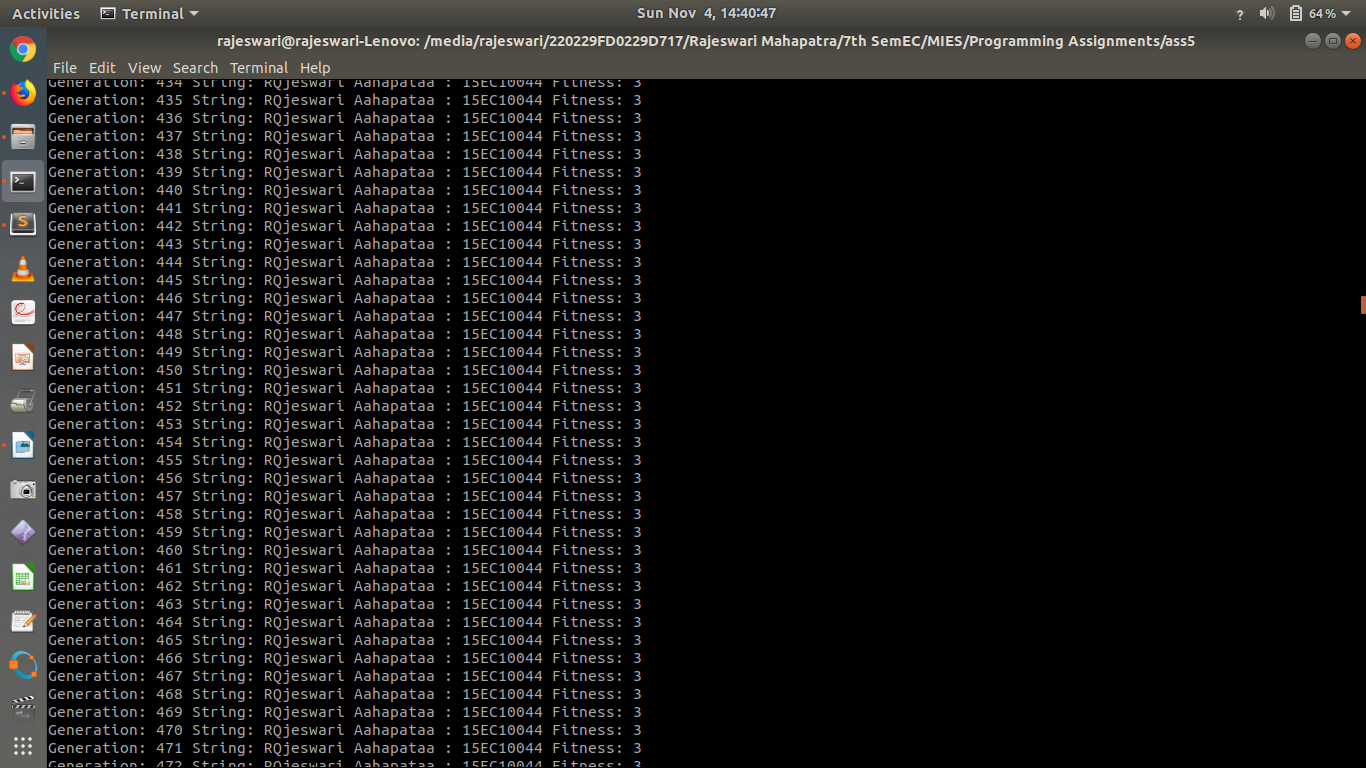 Activities Terminal Sun Nov 4, 14:40:47 ? 64%
rajeswari@rajeswari-Lenovo: /media/rajeswari/220229FD0229D717/Rajeswari Mahapatra/7th SemEC/MIES/Programming Assignments/ass5
File Edit View Search Terminal Help
Generation: 434 String: RQjeswari Aahapataa : 15EC10044 Fitness: 3
Generation: 435 String: RQjeswari Aahapataa : 15EC10044 Fitness: 3
Generation: 436 String: RQjeswari Aahapataa : 15EC10044 Fitness: 3
Generation: 437 String: RQjeswari Aahapataa : 15EC10044 Fitness: 3
Generation: 438 String: RQjeswari Aahapataa : 15EC10044 Fitness: 3
Generation: 439 String: RQjeswari Aahapataa : 15EC10044 Fitness: 3
Generation: 440 String: RQjeswari Aahapataa : 15EC10044 Fitness: 3
Generation: 441 String: RQjeswari Aahapataa : 15EC10044 Fitness: 3
Generation: 442 String: RQjeswari Aahapataa : 15EC10044 Fitness: 3
Generation: 443 String: RQjeswari Aahapataa : 15EC10044 Fitness: 3
Generation: 444 String: RQjeswari Aahapataa : 15EC10044 Fitness: 3
Generation: 445 String: RQjeswari Aahapataa : 15EC10044 Fitness: 3
Generation: 446 String: RQjeswari Aahapataa : 15EC10044 Fitness: 3
Generation: 447 String: RQjeswari Aahapataa : 15EC10044 Fitness: 3
Generation: 448 String: RQjeswari Aahapataa : 15EC10044 Fitness: 3
Generation: 449 String: RQjeswari Aahapataa : 15EC10044 Fitness: 3
Generation: 450 String: RQjeswari Aahapataa : 15EC10044 Fitness: 3
Generation: 451 String: RQjeswari Aahapataa : 15EC10044 Fitness: 3
Generation: 452 String: RQjeswari Aahapataa : 15EC10044 Fitness: 3
Generation: 453 String: RQjeswari Aahapataa : 15EC10044 Fitness: 3
Generation: 454 String: RQjeswari Aahapataa : 15EC10044 Fitness: 3
Generation: 455 String: RQjeswari Aahapataa : 15EC10044 Fitness: 3
Generation: 456 String: RQjeswari Aahapataa : 15EC10044 Fitness: 3
Generation: 457 String: RQjeswari Aahapataa : 15EC10044 Fitness: 3
Generation: 458 String: RQjeswari Aahapataa : 15EC10044 Fitness: 3
Generation: 459 String: RQjeswari Aahapataa : 15EC10044 Fitness: 3
Generation: 460 String: RQjeswari Aahapataa : 15EC10044 Fitness: 3
Generation: 461 String: RQjeswari Aahapataa : 15EC10044 Fitness: 3
Generation: 462 String: RQjeswari Aahapataa : 15EC10044 Fitness: 3
Generation: 463 String: RQjeswari Aahapataa : 15EC10044 Fitness: 3
Generation: 464 String: RQjeswari Aahapataa : 15EC10044 Fitness: 3
Generation: 465 String: RQjeswari Aahapataa : 15EC10044 Fitness: 3
Generation: 466 String: RQjeswari Aahapataa : 15EC10044 Fitness: 3
Generation: 467 String: RQjeswari Aahapataa : 15EC10044 Fitness: 3
Generation: 468 String: RQjeswari Aahapataa : 15EC10044 Fitness: 3
Generation: 469 String: RQjeswari Aahapataa : 15EC10044 Fitness: 3
Generation: 470 String: RQjeswari Aahapataa : 15EC10044 Fitness: 3
Generation: 471 String: RQjeswari Aahapataa : 15EC10044 Fitness: 3
Generation: 472 String: RQjeswari Aahapataa : 15EC10044 Fitness: 3